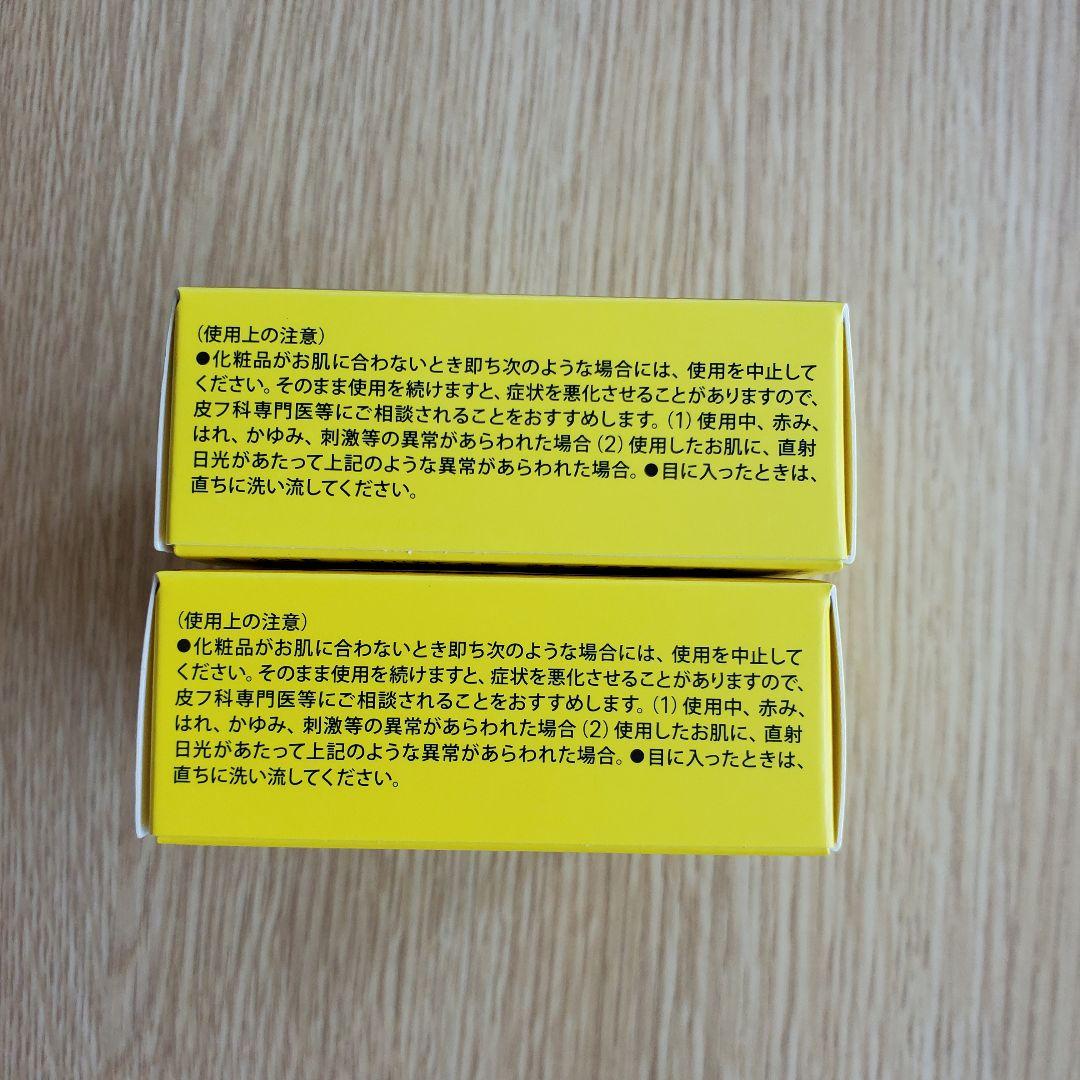 （使用上の注意）
●化粧品がお肌に合わないとき即ち次のような場合には、使用を中止して
ください。そのまま使用を続けますと、症状を悪化させることがありますので、
皮フ科専門医等にご相談されることをおすすめします。（1）使用中、赤み、
はれ、かゆみ、刺激等の異常があらわれた場合（2）使用したお肌に、直射
日光があたって上記のような異常があらわれた場合。●目に入ったときは、
直ちに洗い流してください。
（使用上の注意）
●化粧品がお肌に合わないとき即ち次のような場合には、使用を中止して
ください。そのまま使用を続けますと、症状を悪化させることがありますので、
皮フ科専門医等にご相談されることをおすすめします。（1）使用中、赤み、
はれ、かゆみ、刺激等の異常があらわれた場合（2）使用したお肌に、直射
日光があたって上記のような異常があらわれた場合。●目に入ったときは、
直ちに洗い流してください。